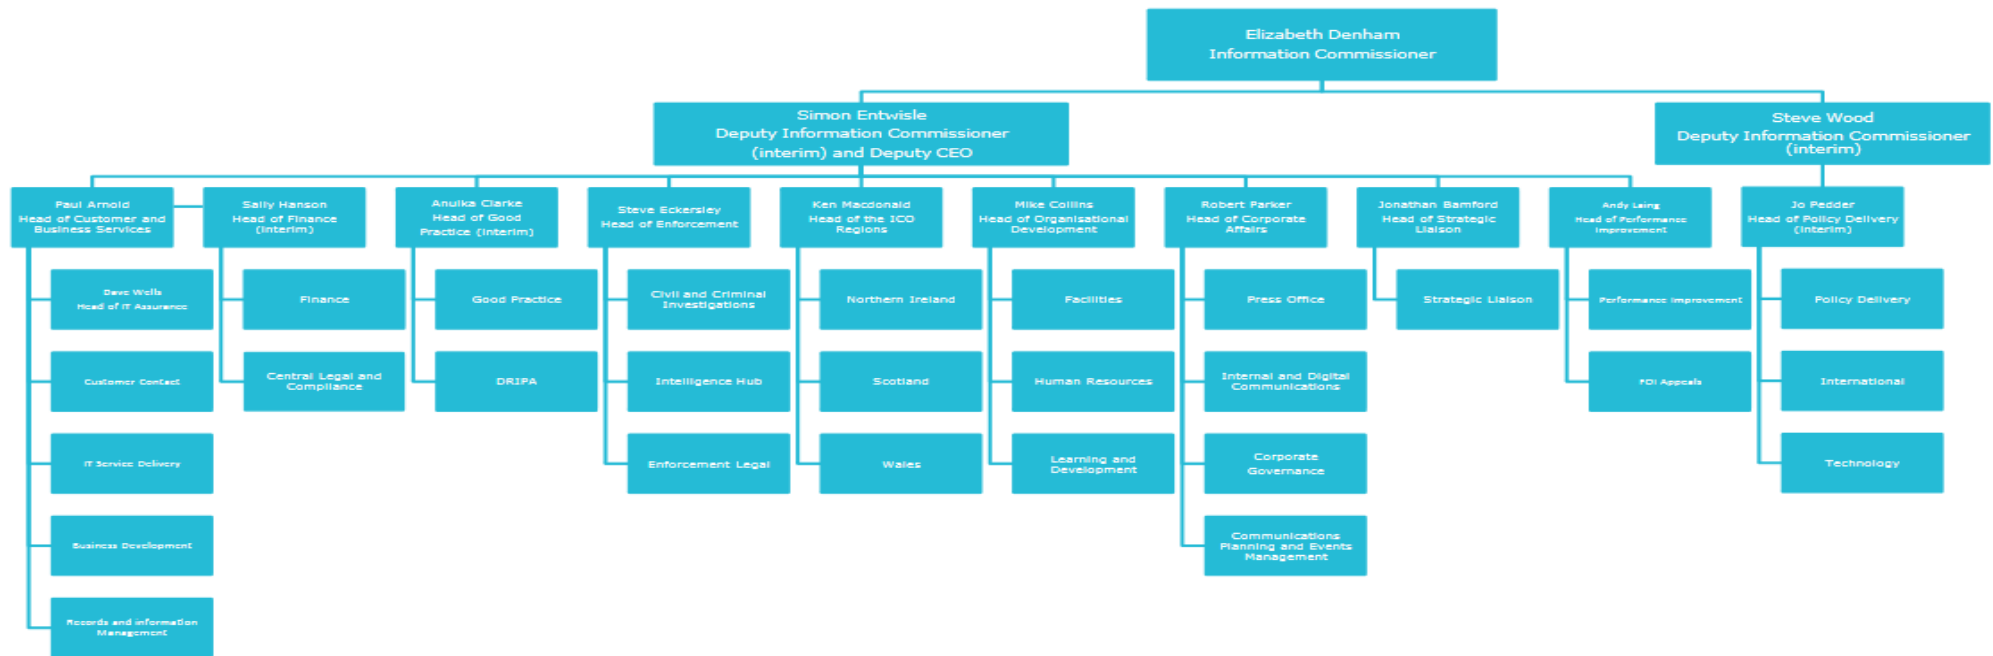 Elizabeth Denham
Information Commissioner
Simon Entwisle
Deputy Information Commissioner
(interim) and Deputy CEO
Steve Wood
Deputy Information Commissioner
(interim)
Paul Arnold
Head of Customer and
Business Services
Sally Hanson
Head of Finance
(interim)
Anulka Clarke
Head of Good
Practice (interim)
Steve Eckersley
Head of Enforcement
Ken Macdonald
Head of the ICO
Regions
Mike Collins
Head of Organisational
Development
Robert Parker
Head of Corporate
Affairs
Jonathan Bamford
Head of Strategic
Liaison
Andy Laing
Head of Performance
Improvement
Jo Pedder
Head of Policy Delivery
(interim)
Dave Wells
Head of IT Assurance
Finance
Good Practice
Civil and Criminal
Investigations
Northern Ireland
Facilities
Press Office
Strategic Liaison
Performance Improvement
Policy Delivery
Customer Contact
Central Legal and
Compliance
DRIPA
Intelligence Hub
Scotland
Human Resources
Internal and Digital
Communications
FOI Appeals
International
IT Service Delivery
Enforcement Legal
Wales
Learning and
Development
Corporate
Governance
Technology
Business Development
Communications
Planning and Events
Management
Records and information
Management